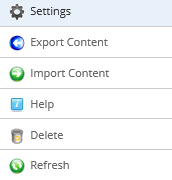 Settings
Export Content
Import Content
Help
Delete
Refresh